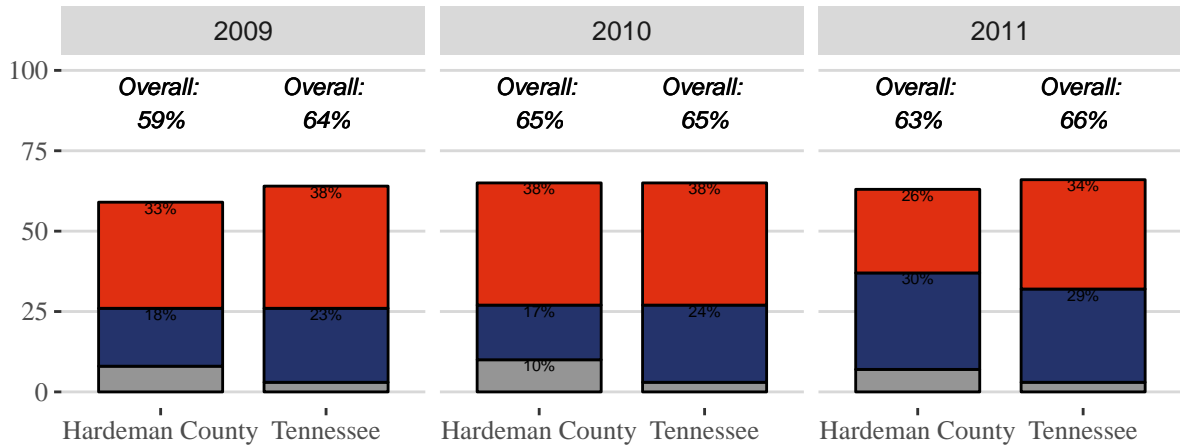 2009
2010
2011
100
75
50
25
0
Overall:
59%
Overall:
64%
Overall:
65%
Overall:
65%
Overall:
63%
Overall:
66%
33%
18%
38%
23%
38%
17%
10%
38%
24%
26%
30%
34%
29%
Hardeman County
Tennessee
Hardeman County
Tennessee
Hardeman County
Tennessee